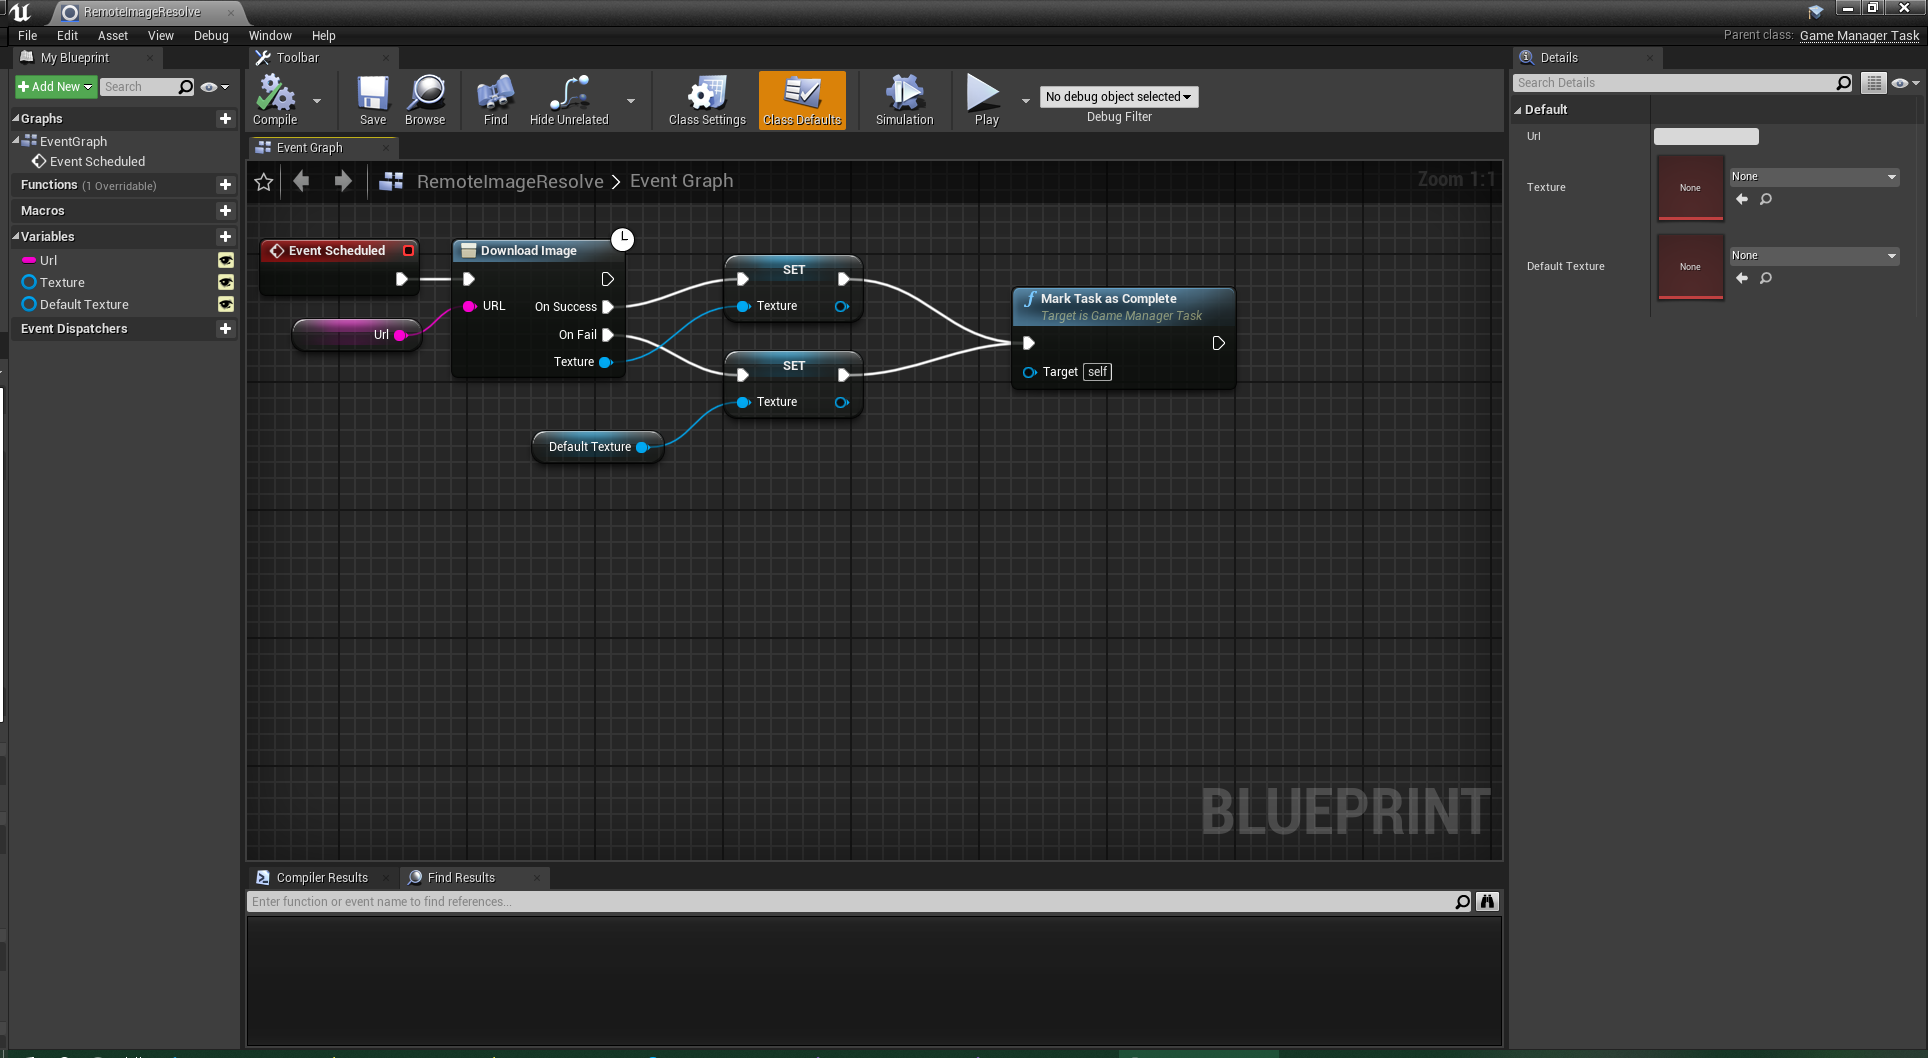 RemoteImageResolve
File Edit Asset View Debug Window Help
Parent class: Game Manager Task
My Blueprint
Add New
Search
Graphs
EventGraph
Event Scheduled
Functions (1 Overridable)
Macros
Variables
Url
Texture
Default Texture
Event Dispatchers
Toolbar
Compile
Save
Browse
Find
Hide Unrelated
Class Settings
Class Defaults
Simulation
Play
No debug object selected
Debug Filter
Event Graph
RemoteImageResolve > Event Graph
Zoom 1:1
Event Scheduled
Url
Download Image
URL
On Success
On Fail
Texture
Default Texture
SET
Texture
SET
Texture
Mark Task as Complete
Target is Game Manager Task
Target self
BLUEPRINT
Compiler Results
Find Results
Enter function or event name to find references...
Details
Search Details
Default
Url
Texture
None
None
Default Texture
None
None